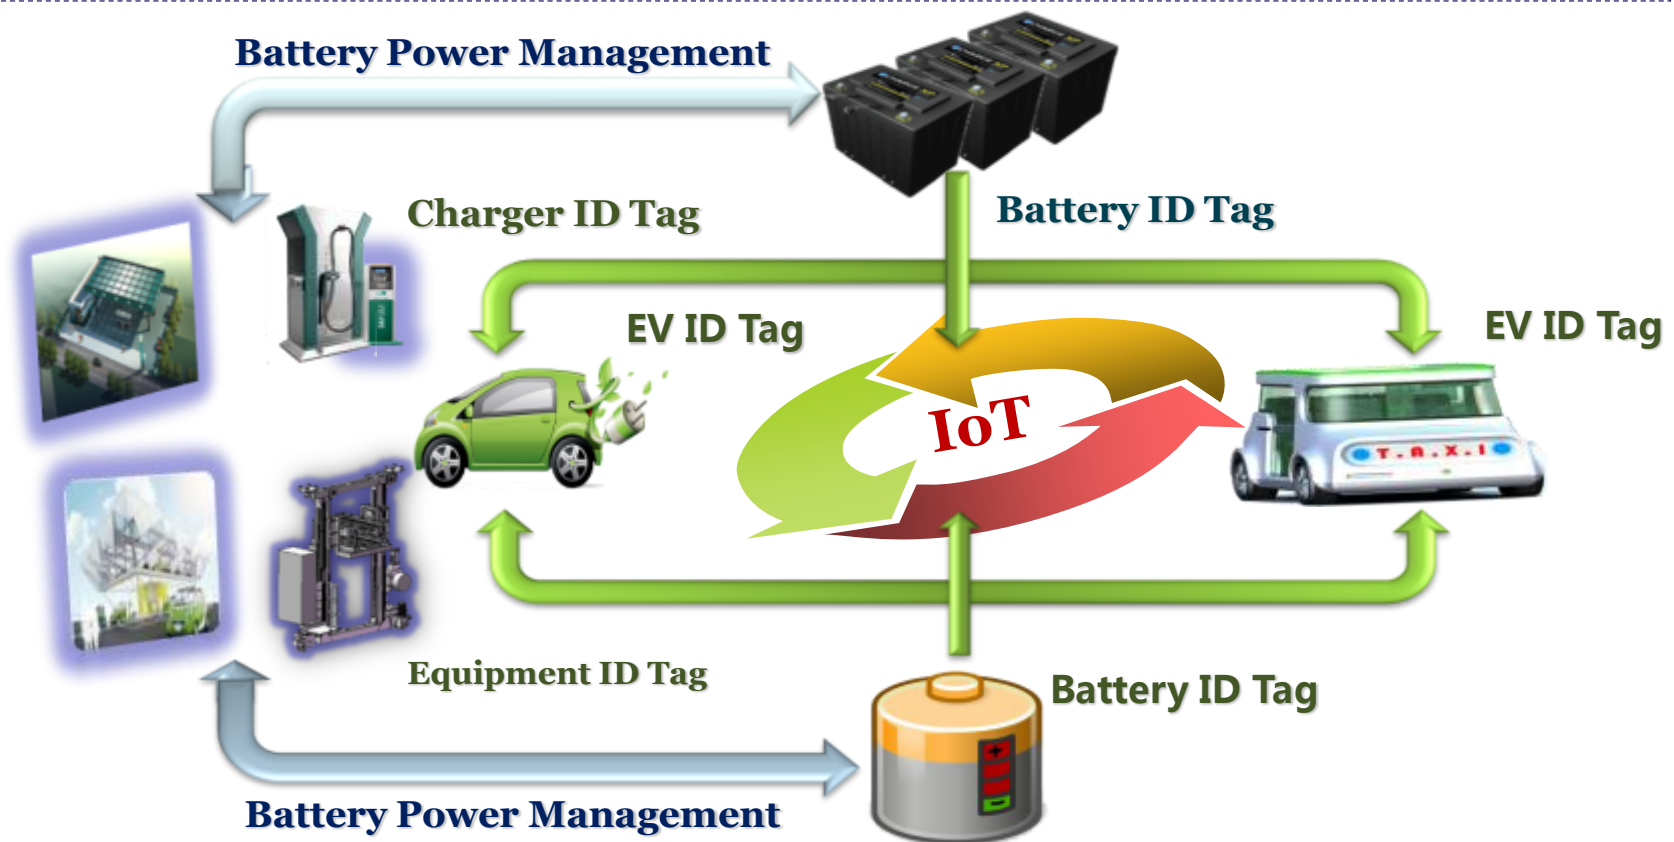 Battery Power Management
Charger ID Tag
Battery ID Tag
EV ID Tag
EV ID Tag
IoT
T.A.X.I
Equipment ID Tag
Battery ID Tag
Battery Power Management